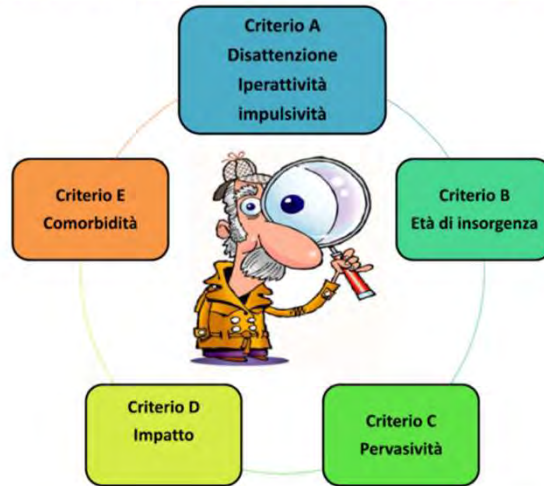 Criterio A
Disattenzione
Iperattività
impulsività
Criterio E
Comorbidità
Criterio B
Età di insorgenza
Criterio D
Impatto
Criterio C
Pervasività